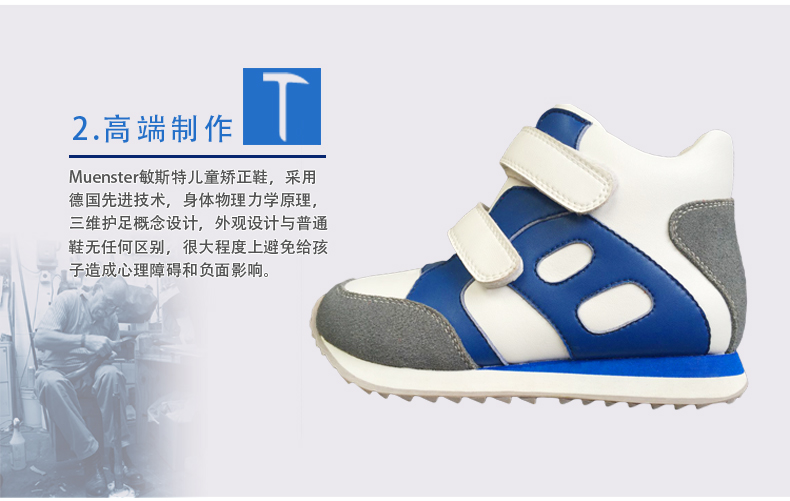 2.高端制作
Muenster敏斯特儿童矫正鞋，采用
德国先进技术，身体物理力学原理，
三维护足概念设计，外观设计与普通
鞋无任何区别，很大程度上避免给孩
子造成心理障碍和负面影响。